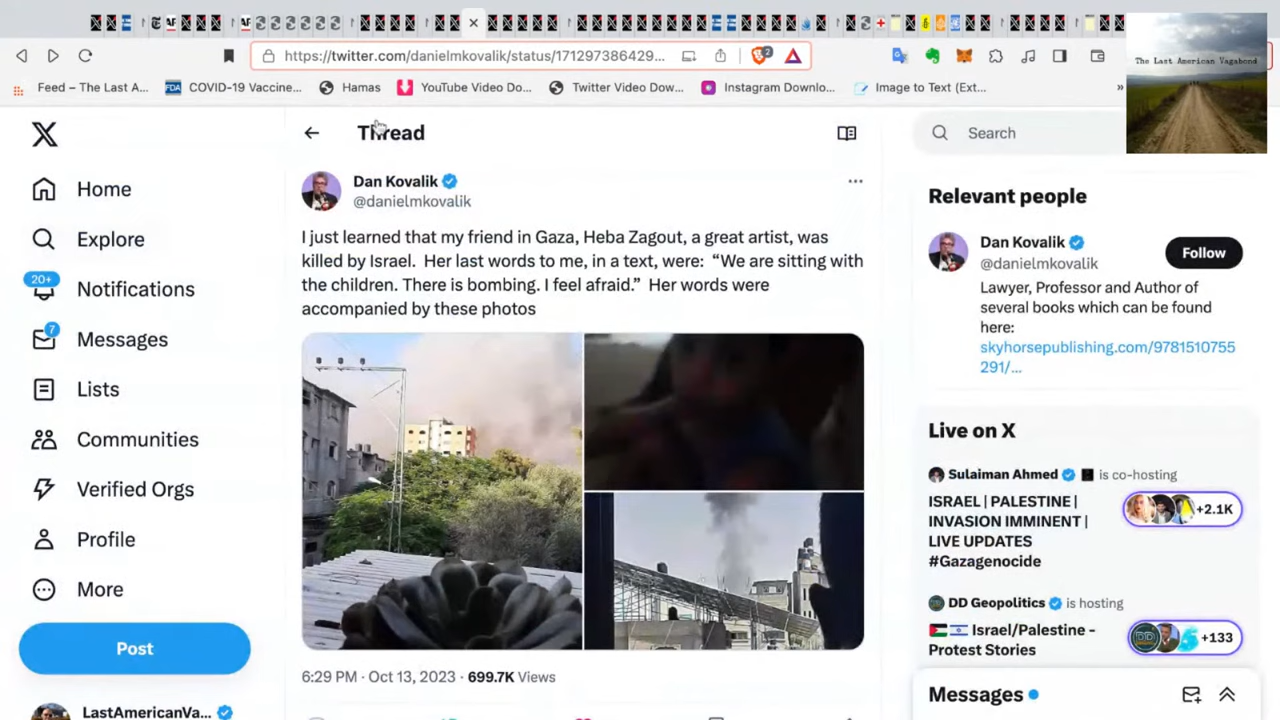 The Last American Vagabond
https://twitter.com/danielmkovalik/status/171297386429...
2
Feed – The Last A...
FDA COVID-19 Vaccine...
Hamas
YouTube Video Do...
Twitter Video Dow...
Instagram Downlo...
Image to Text (Ext...
»
Thread
Search
Home
Explore
20+
Notifications
7
Messages
Lists
Communities
Verified Orgs
Profile
More
Post
LastAmericanVa...
Dan Kovalik
@danielmkovalik
I just learned that my friend in Gaza, Heba Zagout, a great artist, was
killed by Israel. Her last words to me, in a text, were: “We are sitting with
the children. There is bombing. I feel afraid.” Her words were
accompanied by these photos
6:29 PM · Oct 13, 2023 · 699.7K Views
Relevant people
Dan Kovalik
@danielmkovalik
Follow
Lawyer, Professor and Author of
several books which can be found
here:
skyhorsepublishing.com/9781510755
291/...
Live on X
Sulaiman Ahmed is co-hosting
ISRAEL | PALESTINE |
INVASION IMMINENT |
LIVE UPDATES
#Gazagenocide
+2.1K
DD Geopolitics is hosting
Israel/Palestine -
Protest Stories
+133
Messages